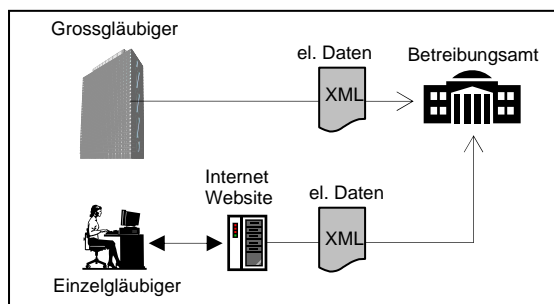 Grossgläubiger
el. Daten
Betreibungsamt
XML
Internet
Website
el. Daten
XML
Einzelgläubiger